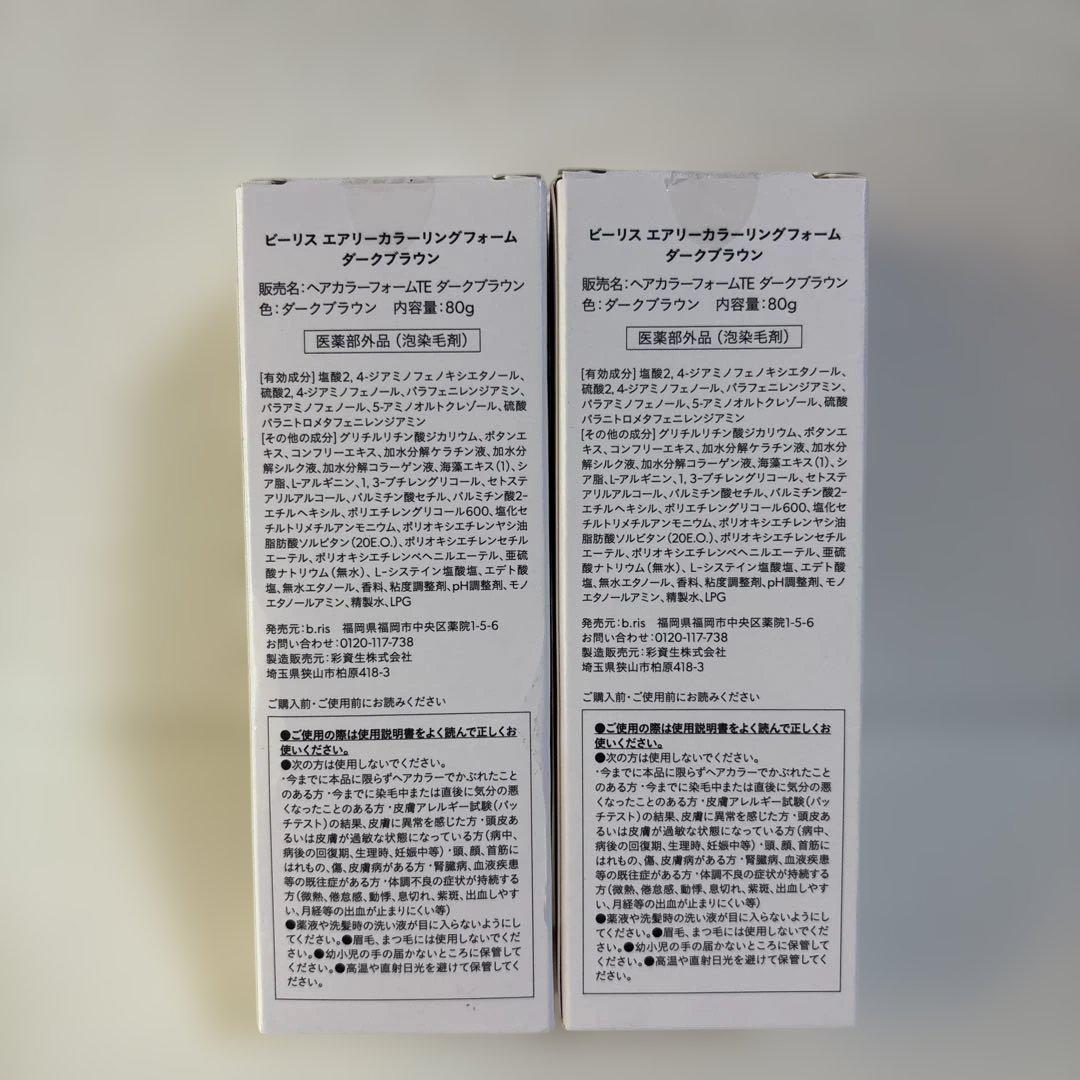 ビーリス エアリーカラーリングフォーム
ダークブラウン
販売名：ヘアカラーフォームTE ダークブラウン
色：ダークブラウン　内容量：80g
医薬部外品（泡染毛剤）
[有効成分] 塩酸2, 4-ジアミノフェノキシエタノール、
硫酸2, 4-ジアミノフェノール、パラフェニレンジアミン、
パラアミノフェノール、5-アミノオルトクレゾール、硫酸
パラニトロメタフェニレンジアミン
[その他の成分] グリチルリチン酸ジカリウム、ボタンエ
キス、コンフリーエキス、加水分解ケラチン液、加水分
解シルク液、加水分解コラーゲン液、海藻エキス（1）、シ
ア脂、L-アルギニン、1, 3-ブチレングリコール、セトステ
アリルアルコール、パルミチン酸セチル、パルミチン酸2-
エチルヘキシル、ポリエチレングリコール600、塩化セ
チルトリメチルアンモニウム、ポリオキシエチレンヤシ油
脂肪酸ソルビタン（20E.O.）、ポリオキシエチレンセチル
エーテル、ポリオキシエチレンベヘニルエーテル、亜硫
酸ナトリウム（無水）、L-システイン塩酸塩、エデト酸
塩、無水エタノール、香料、粘度調整剤、pH調整剤、モノ
エタノールアミン、精製水、LPG
発売元：b.ris　福岡県福岡市中央区薬院1-5-6
お問い合わせ：0120-117-738
製造販売元：彩資生株式会社
埼玉県狭山市柏原418-3
ご購入前・ご使用前にお読みください
●ご使用の際は使用説明書をよく読んで正しくお
使いください。
●次の方は使用しないでください。
・今までに本品に限らずヘアカラーでかぶれたこと
のある方・今までに染毛中または直後に気分の悪
くなったことのある方・皮膚アレルギー試験（パッ
チテスト）の結果、皮膚に異常を感じた方・頭皮あ
るいは皮膚が過敏な状態になっている方（病中、
病後の回復期、生理時、妊娠中等）・頭、顔、首筋に
はれもの、傷、皮膚病がある方・腎臓病、血液疾患
等の既往症がある方・体調不良の症状が持続する
方（微熱、倦怠感、動悸、息切れ、紫斑、出血しやす
い、月経等の出血が止まりにくい等）
●薬液や洗髪時の洗い液が目に入らないようにし
てください。●眉毛、まつ毛には使用しないでくだ
さい。●幼小児の手の届かないところに保管して
ください。●高温や直射日光を避けて保管してく
ださい。
ビーリス エアリーカラーリングフォーム
ダークブラウン
販売名：ヘアカラーフォームTE ダークブラウン
色：ダークブラウン　内容量：80g
医薬部外品（泡染毛剤）
[有効成分] 塩酸2, 4-ジアミノフェノキシエタノール、
硫酸2, 4-ジアミノフェノール、パラフェニレンジアミン、
パラアミノフェノール、5-アミノオルトクレゾール、硫酸
パラニトロメタフェニレンジアミン
[その他の成分] グリチルリチン酸ジカリウム、ボタンエ
キス、コンフリーエキス、加水分解ケラチン液、加水分
解シルク液、加水分解コラーゲン液、海藻エキス（1）、シ
ア脂、L-アルギニン、1, 3-ブチレングリコール、セトステ
アリルアルコール、パルミチン酸セチル、パルミチン酸2-
エチルヘキシル、ポリエチレングリコール600、塩化セ
チルトリメチルアンモニウム、ポリオキシエチレンヤシ油
脂肪酸ソルビタン（20E.O.）、ポリオキシエチレンセチル
エーテル、ポリオキシエチレンベヘニルエーテル、亜硫
酸ナトリウム（無水）、L-システイン塩酸塩、エデト酸
塩、無水エタノール、香料、粘度調整剤、pH調整剤、モノ
エタノールアミン、精製水、LPG
発売元：b.ris　福岡県福岡市中央区薬院1-5-6
お問い合わせ：0120-117-738
製造販売元：彩資生株式会社
埼玉県狭山市柏原418-3
ご購入前・ご使用前にお読みください
●ご使用の際は使用説明書をよく読んで正しくお
使いください。
●次の方は使用しないでください。
・今までに本品に限らずヘアカラーでかぶれたこと
のある方・今までに染毛中または直後に気分の悪
くなったことのある方・皮膚アレルギー試験（パッ
チテスト）の結果、皮膚に異常を感じた方・頭皮あ
るいは皮膚が過敏な状態になっている方（病中、
病後の回復期、生理時、妊娠中等）・頭、顔、首筋に
はれもの、傷、皮膚病がある方・腎臓病、血液疾患
等の既往症がある方・体調不良の症状が持続する
方（微熱、倦怠感、動悸、息切れ、紫斑、出血しやす
い、月経等の出血が止まりにくい等）
●薬液や洗髪時の洗い液が目に入らないようにし
てください。●眉毛、まつ毛には使用しないでくだ
さい。●幼小児の手の届かないところに保管して
ください。●高温や直射日光を避けて保管してく
ださい。